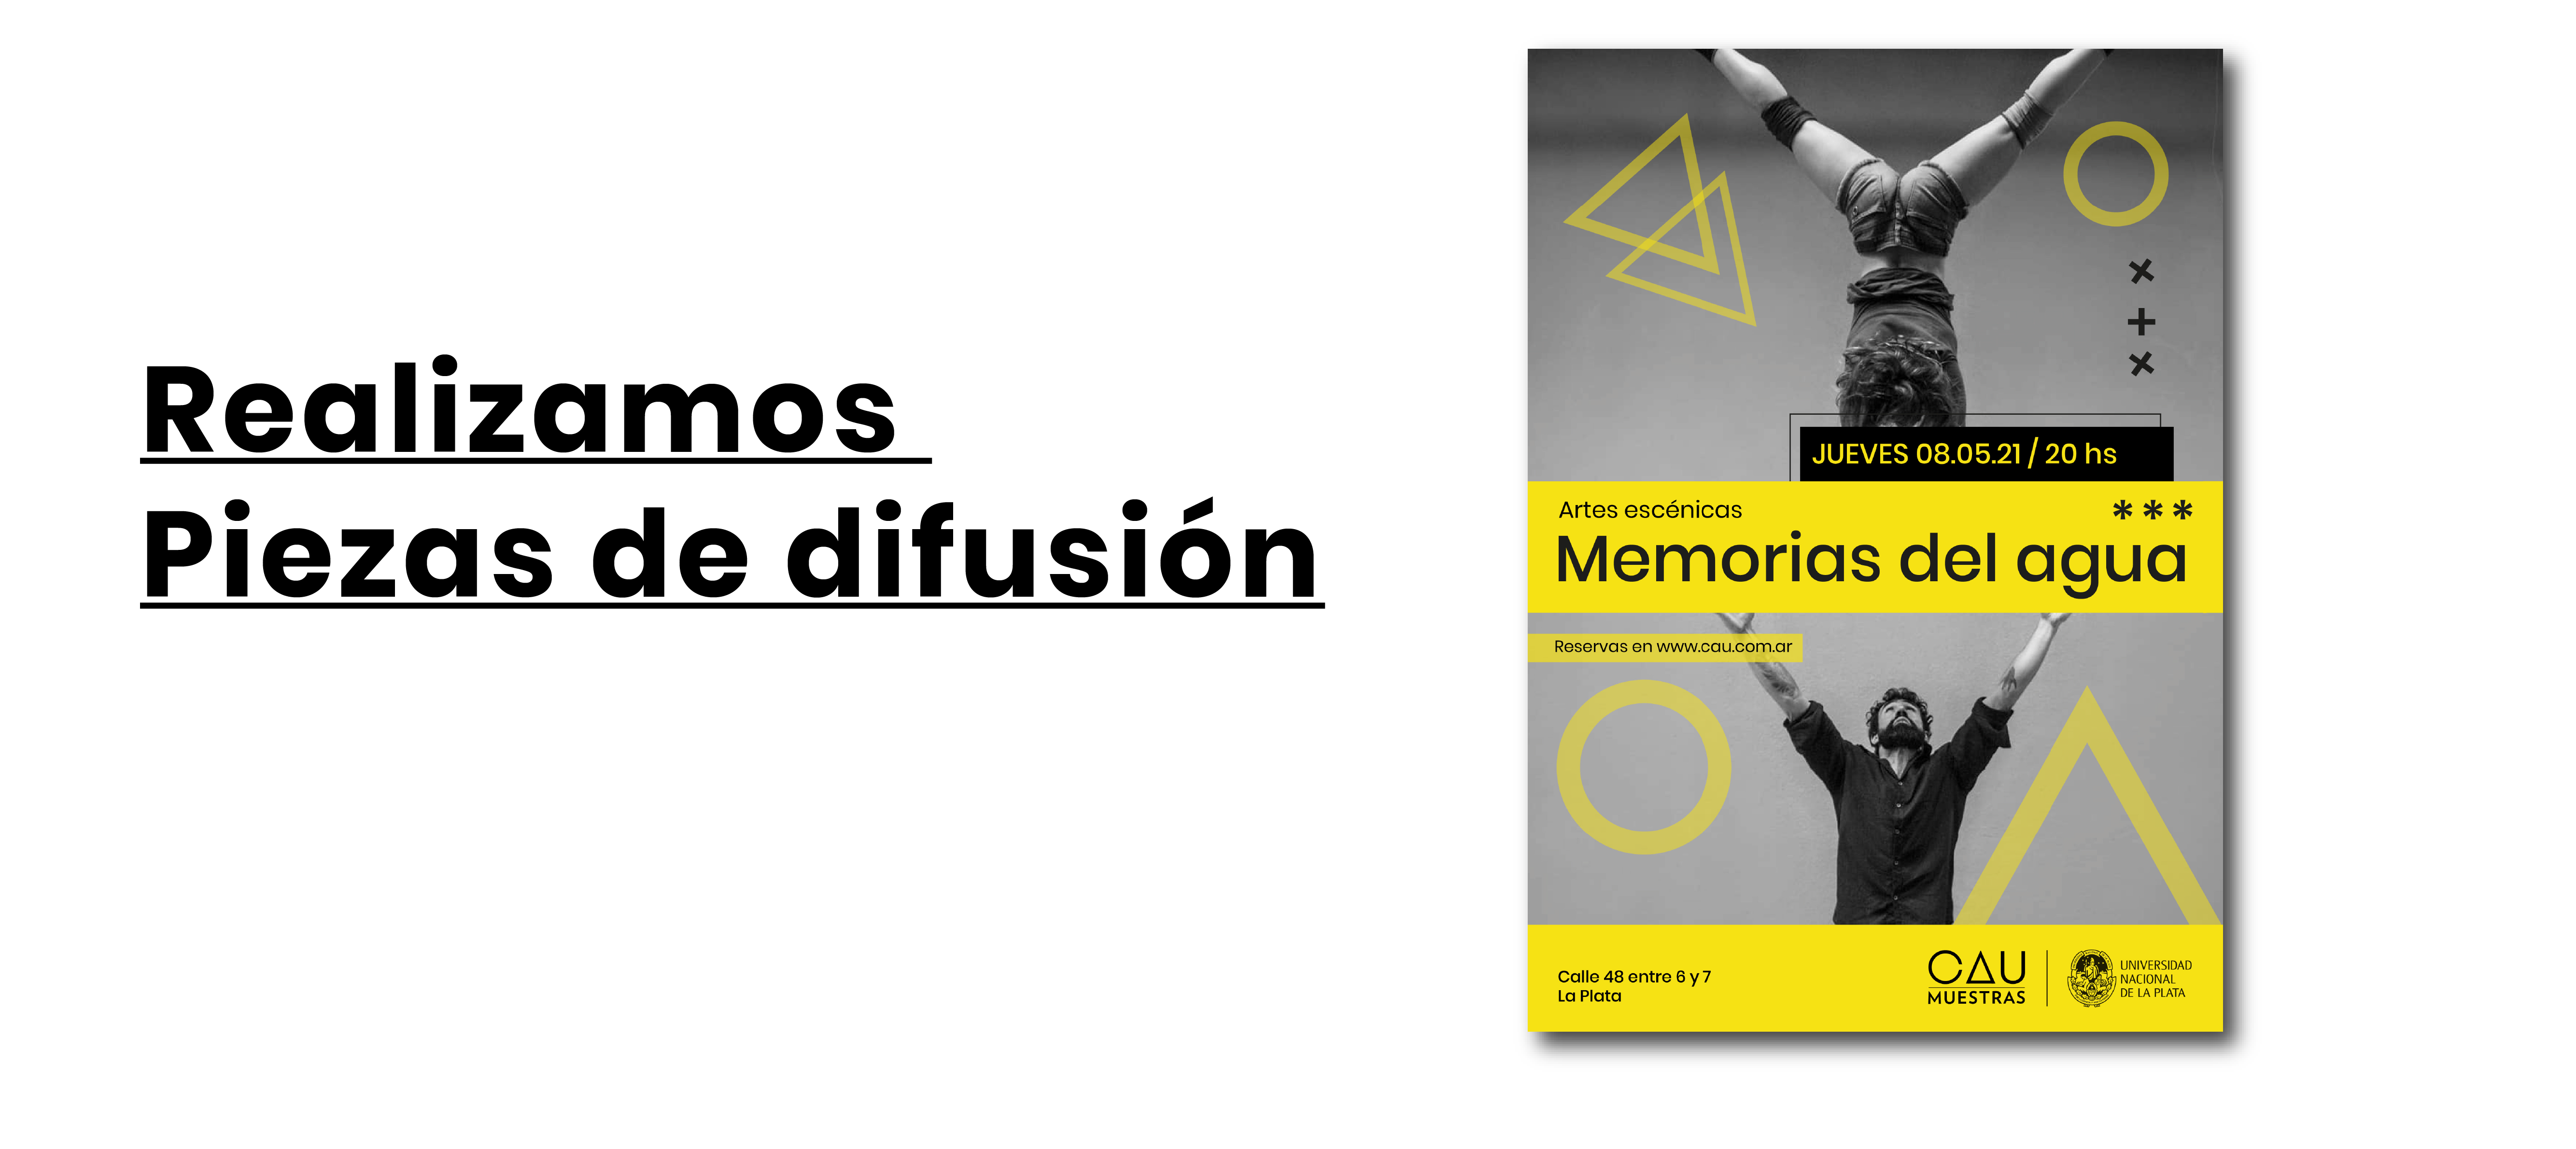 Realizamos
Piezas de difusión
JUEVES 08.05.21 / 20 hs
Artes escénicas
***
Memorias del agua
Reservas en www.cau.com.ar
Calle 48 entre 6 y 7
La Plata
CAU
MUESTRAS
UNIVERSIDAD
NACIONAL
DE LA PLATA